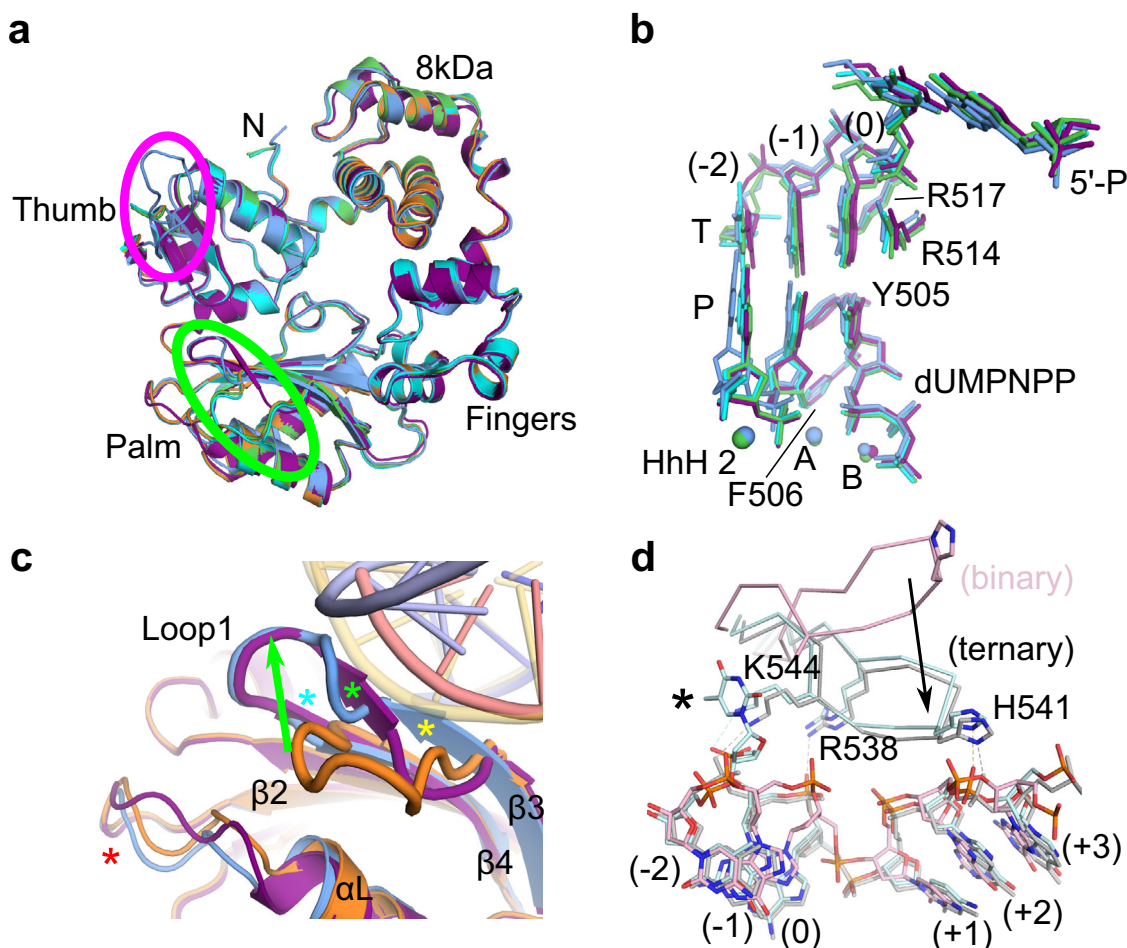 a
8kDa
N
Thumb
Palm
Fingers
b
(-2)
(-1)
(0)
5'-P
R517
T
R514
Y505
P
dUMPNPP
HhH 2
A
B
F506
c
Loop1
*
*
*
β2
β3
*
β4
αL
d
(binary)
(ternary)
K544
*
H541
R538
(-2)
(-1)
(0)
(+1)
(+2)
(+3)